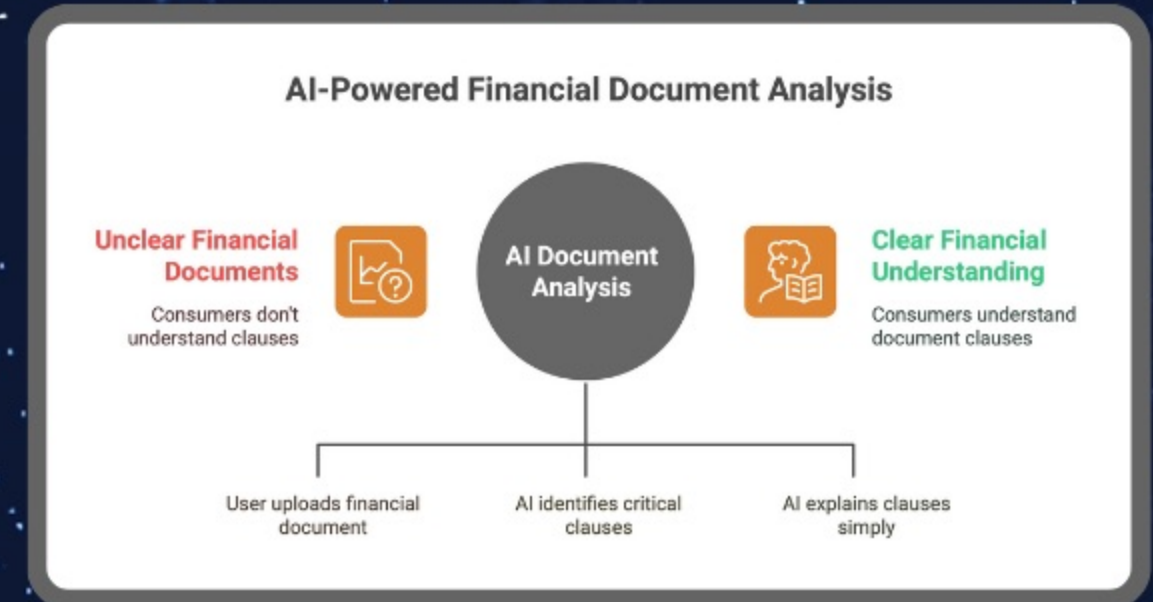 AI-Powered Financial Document Analysis
Unclear Financial
Documents
Consumers don't
understand clauses
?
AI Document
Analysis
Clear Financial
Understanding
Consumers understand
document clauses
User uploads financial
document
AI identifies critical
clauses
AI explains clauses
simply